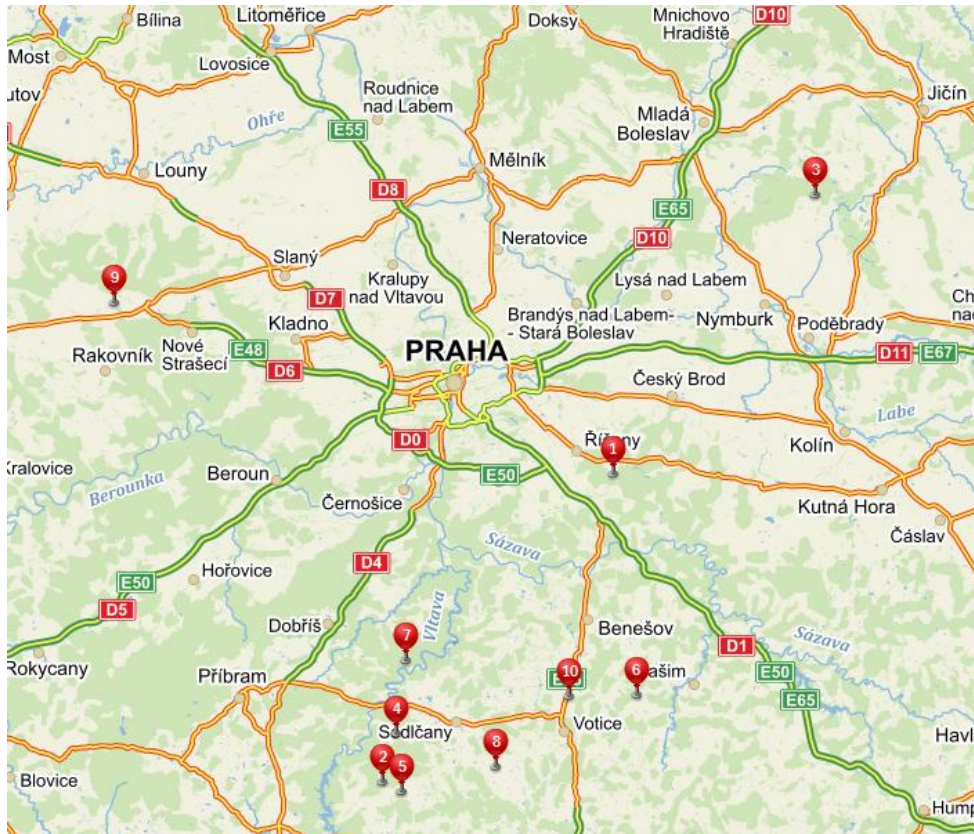 Bílina
Litoměřice
Doksy
Mnichovo
Hradiště
D10
Most
Lovosice
utov
Roudnice
nad Labem
Jičín
Mladá
Boleslav
Ohře
E55
Louny
Mělník
D8
3
E65
D10
Neratovice
Slaný
9
Kralupy
nad Vltavou
Lysá nad Labem
D7
Brandýs nad Labem-
- Stará Boleslav
Nymburk
Ch
nad
Kladno
Poděbrady
Nové
Strašecí
E48
PRAHA
D11
E67
Rakovník
D6
Český Brod
Labe
D0
Říčany
1
Kolín
Kralovice
Beroun
E50
Berounka
Černošice
Kutná Hora
Čáslav
Sázava
D4
E50
Hořovice
D5
Dobříš
Vltava
Benešov
Sázava
7
D1
Rokycany
Příbram
10
6
ašim
E50
E65
4
Sedlčany
Votice
Havl
8
2
5
Blovice
Hump